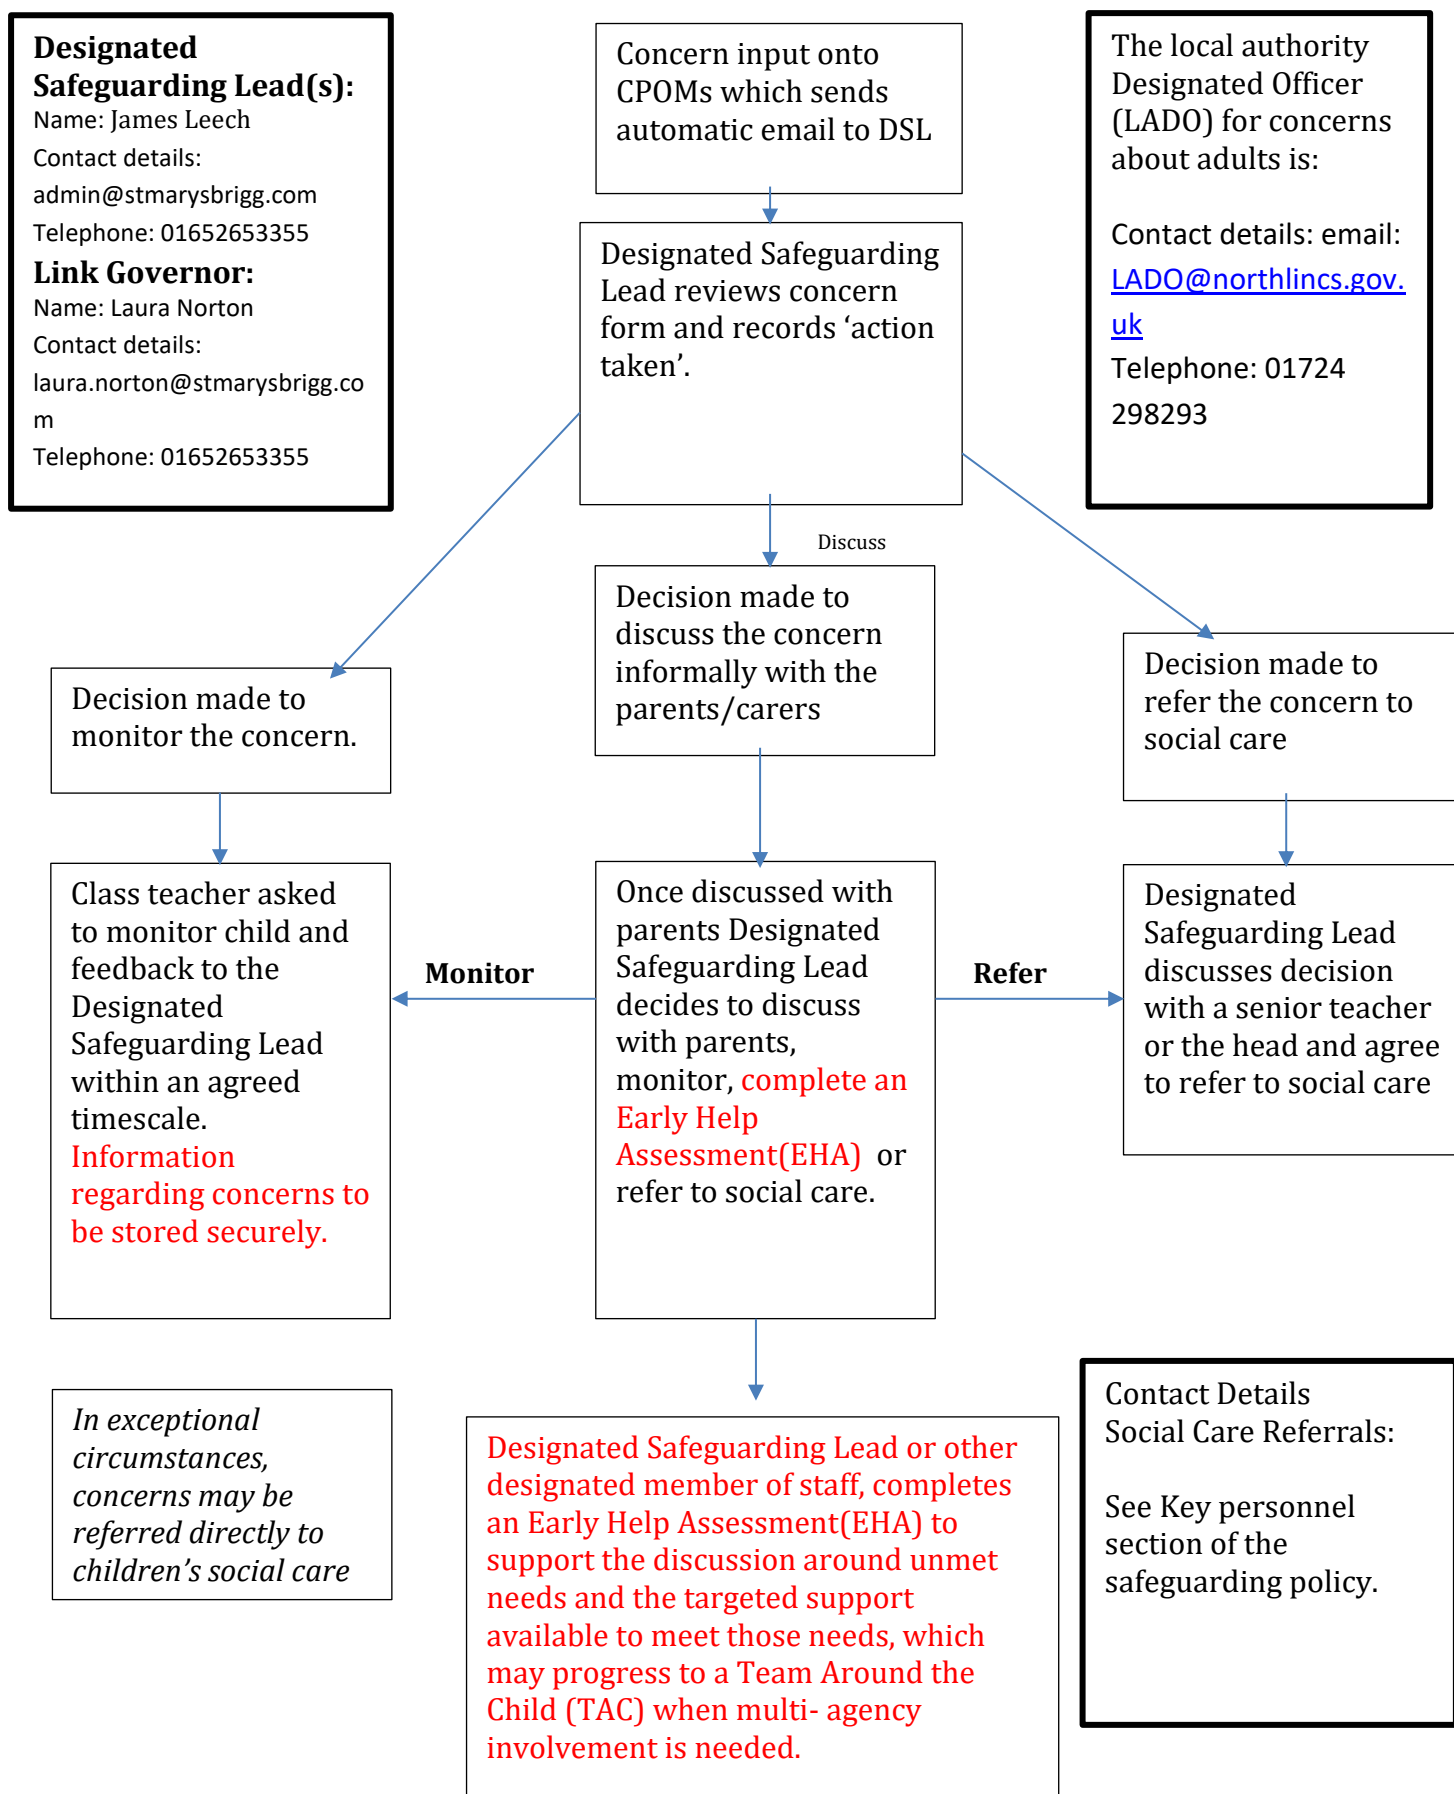 Designated
Safeguarding Lead(s):
Name: James Leech
Contact details:
admin@stmarysbrigg.com
Telephone: 01652653355
Link Governor:
Name: Laura Norton
Contact details:
laura.norton@stmarysbrigg.co
m
Telephone: 01652653355
Concern input onto
CPOMs which sends
automatic email to DSL
The local authority
Designated Officer
(LADO) for concerns
about adults is:
Contact details: email:
LADO@northlincs.gov.
uk
Telephone: 01724
298293
Designated Safeguarding
Lead reviews concern
form and records ‘action
taken’.
Discuss
Decision made to
monitor the concern.
Decision made to
discuss the concern
informally with the
parents/carers
Decision made to
refer the concern to
social care
Class teacher asked
to monitor child and
feedback to the
Designated
Safeguarding Lead
within an agreed
timescale.
Information
regarding concerns to
be stored securely.
Monitor
Once discussed with
parents Designated
Safeguarding Lead
decides to discuss
with parents,
monitor, complete an
Early Help
Assessment(EHA) or
refer to social care.
Refer
Designated
Safeguarding Lead
discusses decision
with a senior teacher
or the head and agree
to refer to social care
In exceptional
circumstances,
concerns may be
referred directly to
children’s social care
Designated Safeguarding Lead or other
designated member of staff, completes
an Early Help Assessment(EHA) to
support the discussion around unmet
needs and the targeted support
available to meet those needs, which
may progress to a Team Around the
Child (TAC) when multi- agency
involvement is needed.
Contact Details
Social Care Referrals:
See Key personnel
section of the
safeguarding policy.